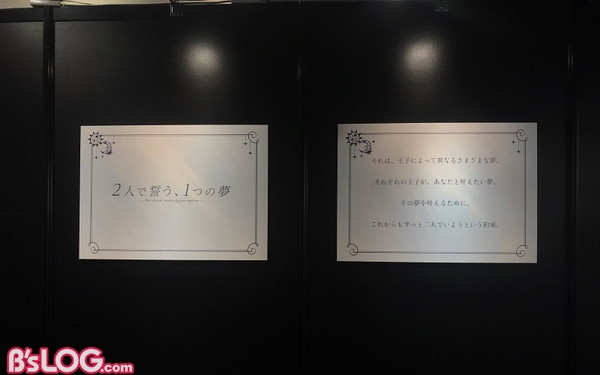 2人で誓う、1つの夢
それは、王子によって異なるさまざまな夢。
それぞれの王子が、あなたと叶えたい夢。
その夢を叶えるために、
これからもずっと二人でいようという約束。
B'sLOG.com